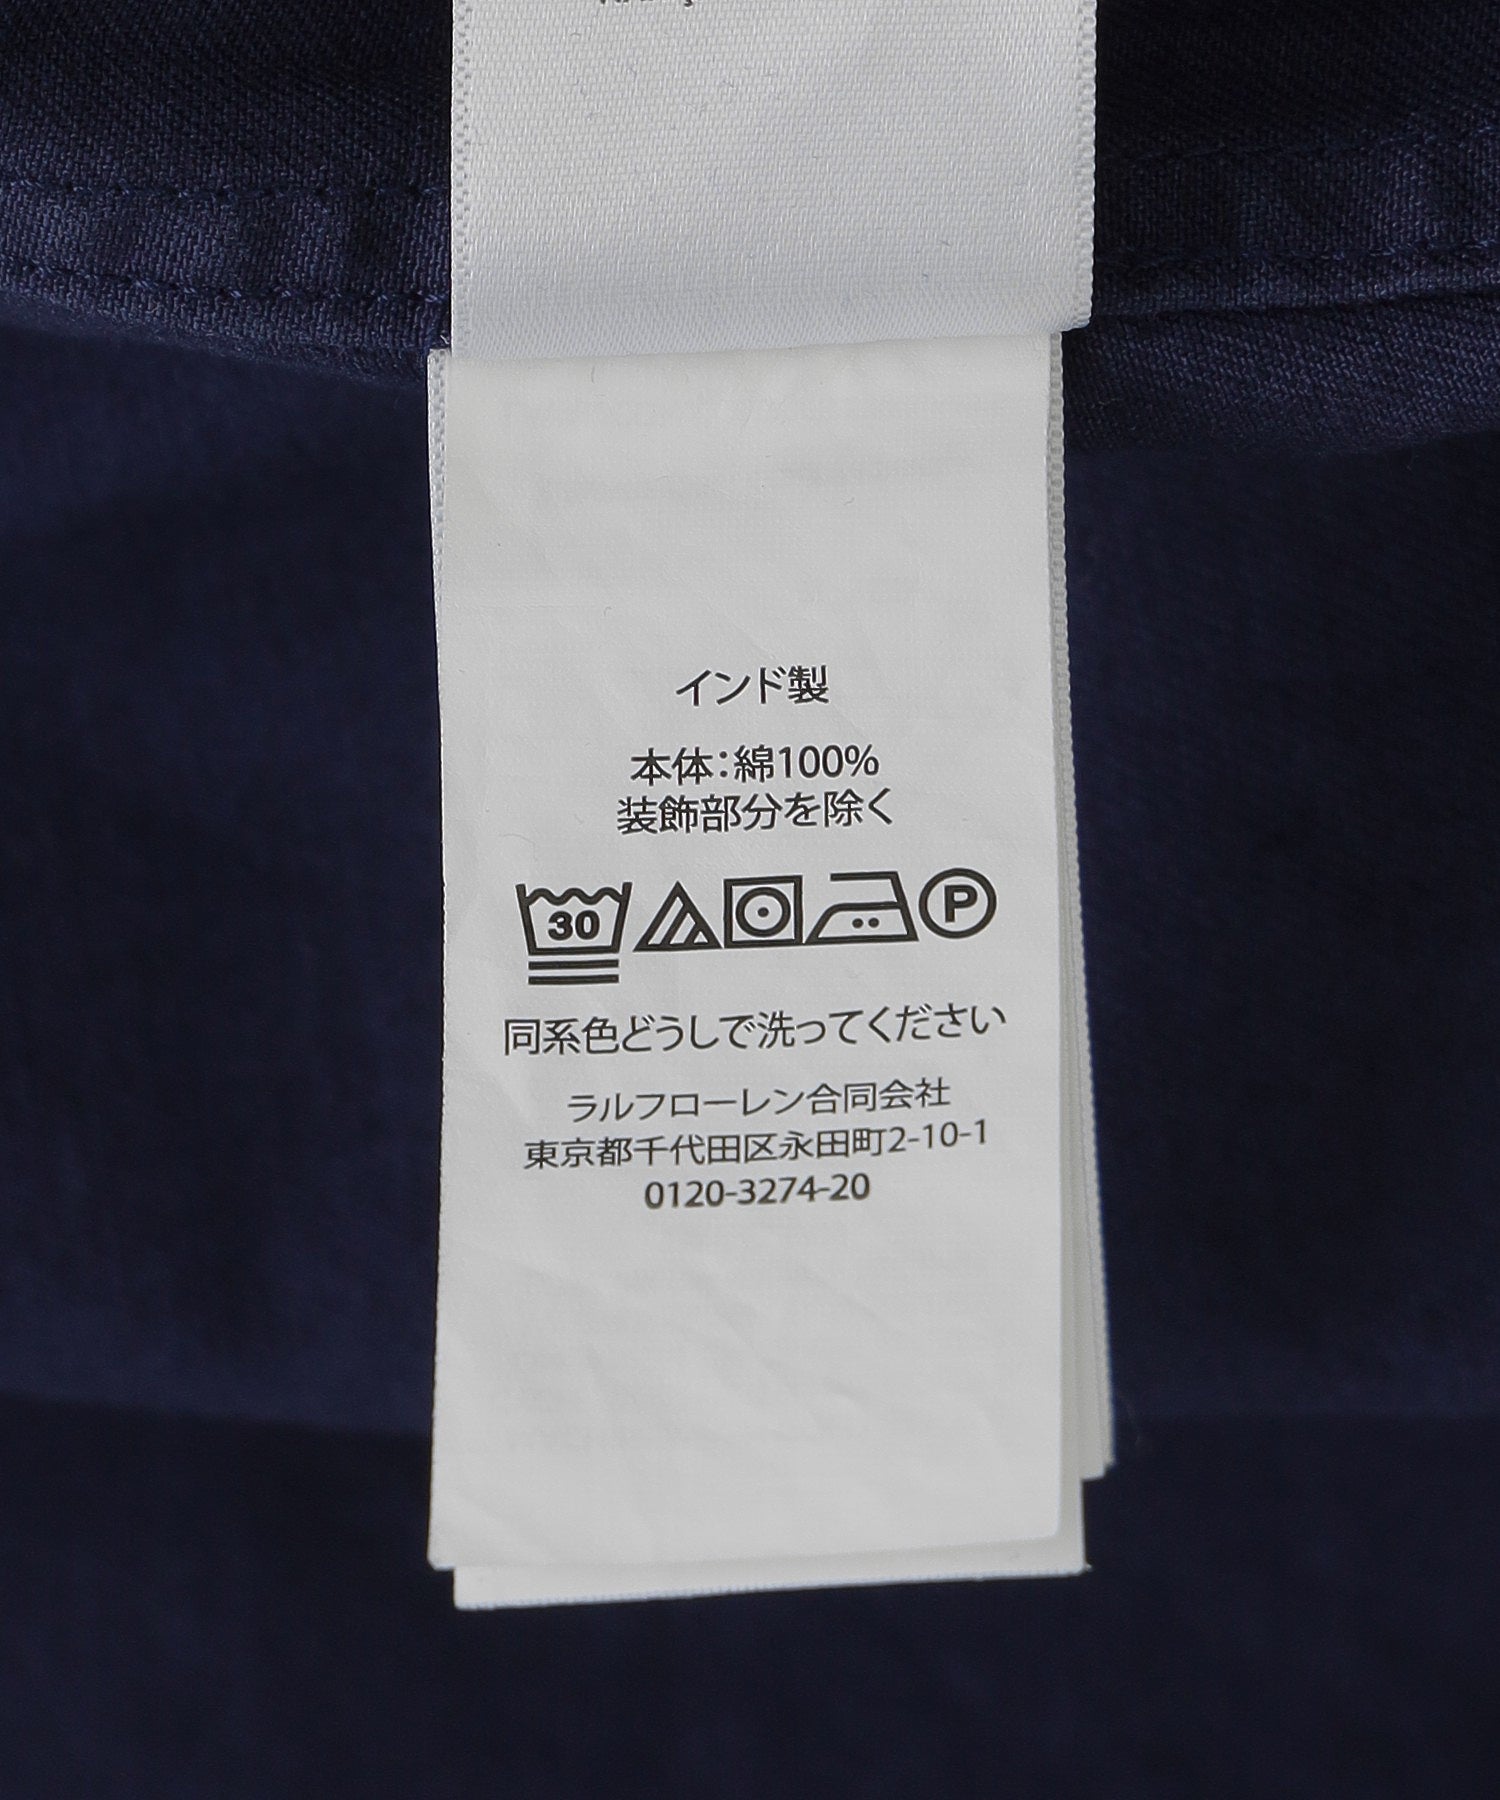 インド製
本体:綿100%
装飾部分を除く
30 P
同系色どうしで洗ってください
ラルフローレン合同会社
東京都千代田区永田町2-10-1
0120-3274-20